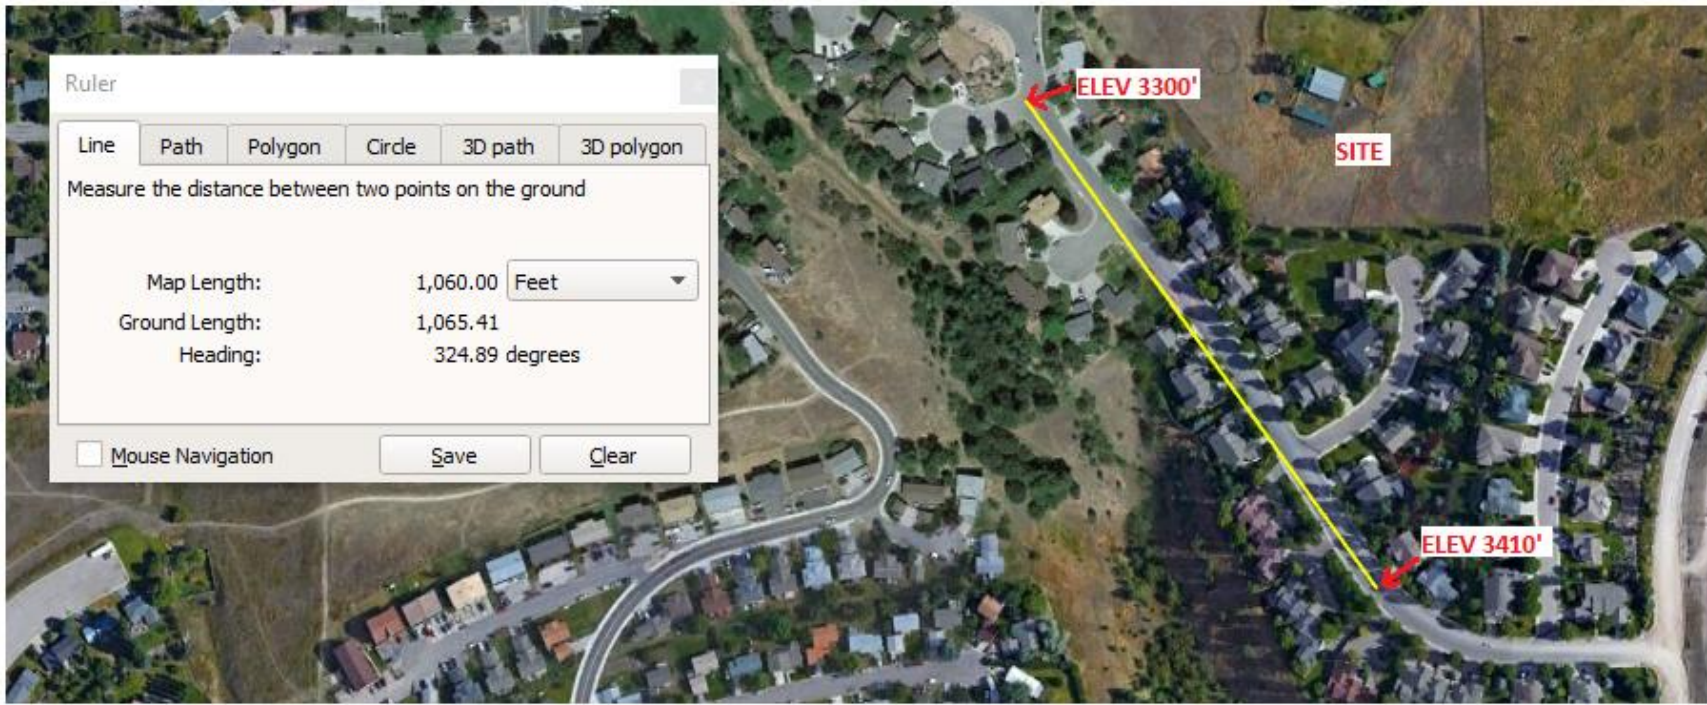 Ruler
Line Path Polygon Circle 3D path 3D polygon
Measure the distance between two points on the ground
Map Length: 1,060.00 Feet
Ground Length: 1,065.41
Heading: 324.89 degrees
Mouse Navigation Save Clear
ELEV 3300'
SITE
ELEV 3410'